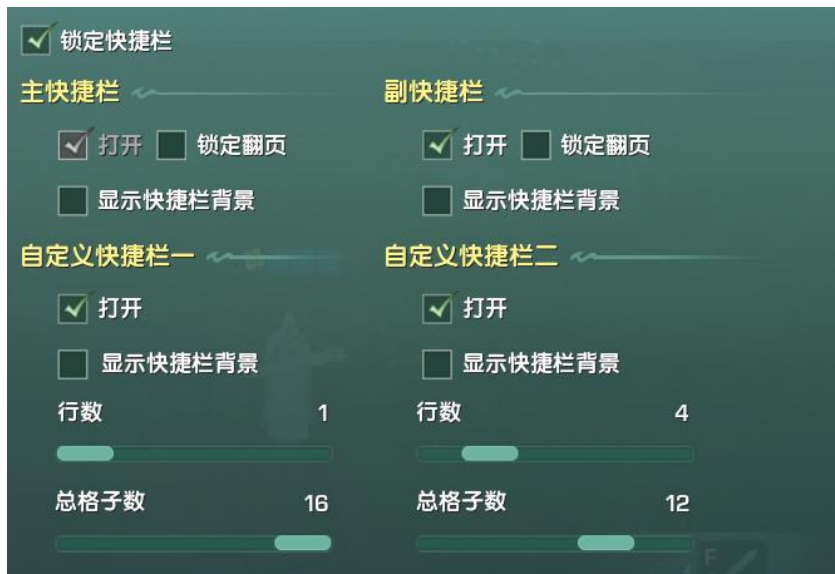 锁定快捷栏
主快捷栏
打开 锁定翻页
显示快捷栏背景
副快捷栏
打开 锁定翻页
显示快捷栏背景
自定义快捷栏一
打开
显示快捷栏背景
行数 1
总格子数 16
自定义快捷栏二
打开
显示快捷栏背景
行数 4
总格子数 12
F